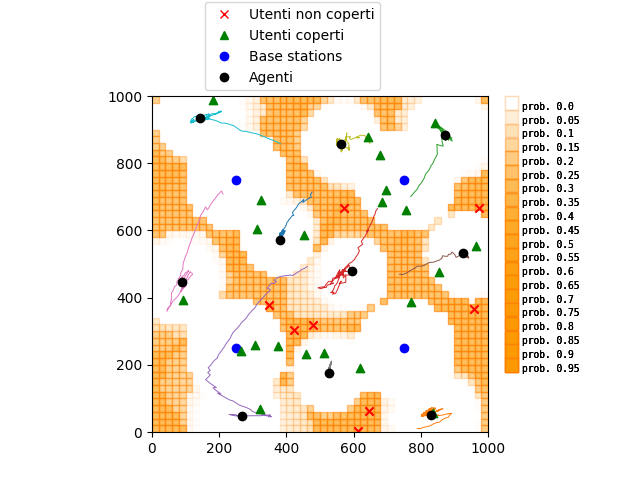 Utenti non coperti
Utenti coperti
Base stations
Agenti
1000
800
600
400
200
0
0
200
400
600
800
1000
prob. 0.0
prob. 0.05
prob. 0.1
prob. 0.15
prob. 0.2
prob. 0.25
prob. 0.3
prob. 0.35
prob. 0.4
prob. 0.45
prob. 0.5
prob. 0.55
prob. 0.6
prob. 0.65
prob. 0.7
prob. 0.75
prob. 0.8
prob. 0.85
prob. 0.9
prob. 0.95